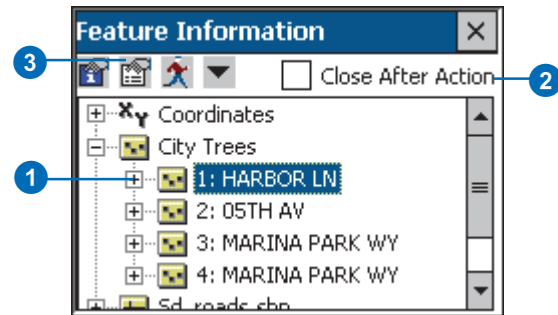 Feature Information
3
Close After Action
2
XY Coordinates
City Trees
1
1: HARBOR LN
2: 05TH AV
3: MARINA PARK WY
4: MARINA PARK WY
Sd_roads.shp